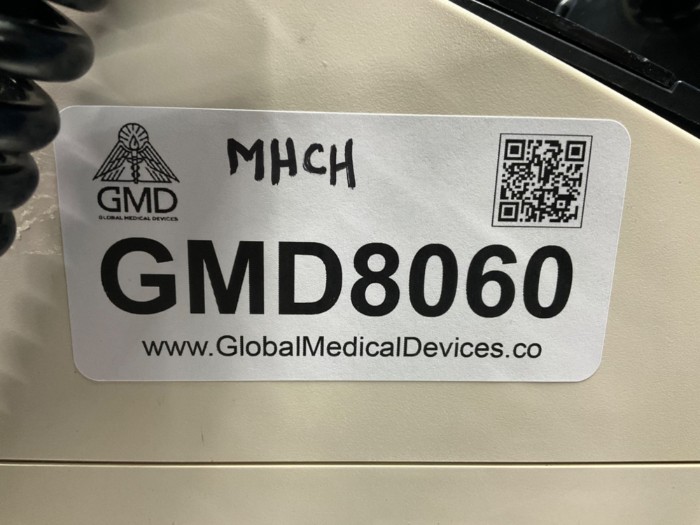 MHCH
GMD
GLOBAL MEDICAL DEVICES
GMD8060
www.GlobalMedicalDevices.co